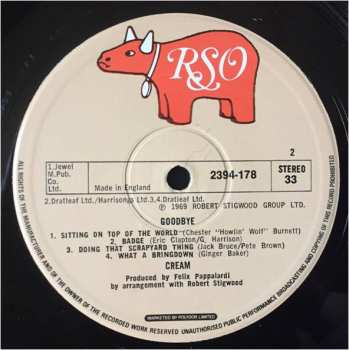 RSO
1.Jewel
M.Pub.
Co.
Ltd.
Made in England
2394-178
2
STEREO
33
2.Dratleaf Ltd./Harrisongs Ltd.3,4.Dratleaf Ltd.
℗ 1969 ROBERT STIGWOOD GROUP LTD.
GOODBYE
1. SITTING ON TOP OF THE WORLD (Chester "Howlin' Wolf" Burnett)
2. BADGE (Eric Clapton/G. Harrison)
3. DOING THAT SCRAPYARD THING (Jack Bruce/Pete Brown)
4. WHAT A BRINGDOWN (Ginger Baker)
CREAM
Produced by Felix Pappalardi
by arrangement with Robert Stigwood
MARKETED BY POLYDOR LIMITED
ALL RIGHTS OF THE MANUFACTURER AND OF THE OWNER OF THE RECORDED WORK RESERVED UNAUTHORISED PUBLIC PERFORMANCE BROADCASTING AND COPYING OF THIS RECORD PROHIBITED